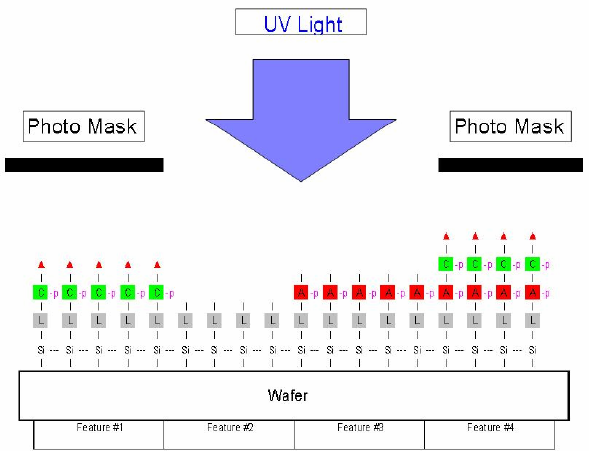 UV Light
Photo Mask
Photo Mask
C -p C -p C -p C -p
C -p C -p C -p C -p C -p A -p A -p A -p A -p A -p A -p A -p A -p A -p
L L L L L L L L L L L L L L L L L L
Si --- Si --- Si --- Si --- Si --- Si --- Si --- Si --- Si --- Si --- Si --- Si --- Si --- Si --- Si --- Si --- Si --- Si
Wafer
Feature #1 Feature #2 Feature #3 Feature #4